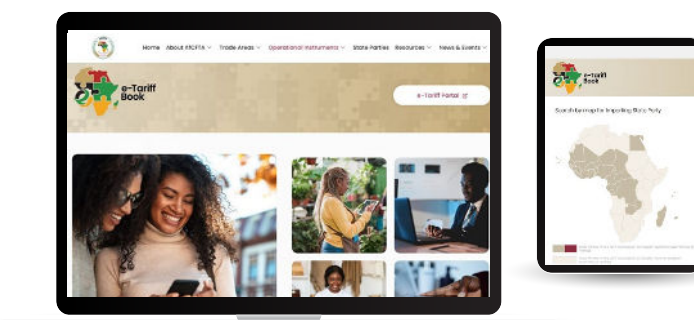 Home About AfCFTA Trade Areas Operational Instruments State Parties Resources News & Events
e-Tariff
Book
e-Tariff Portal
e-Tariff
Book
Search by map for Importing State Party